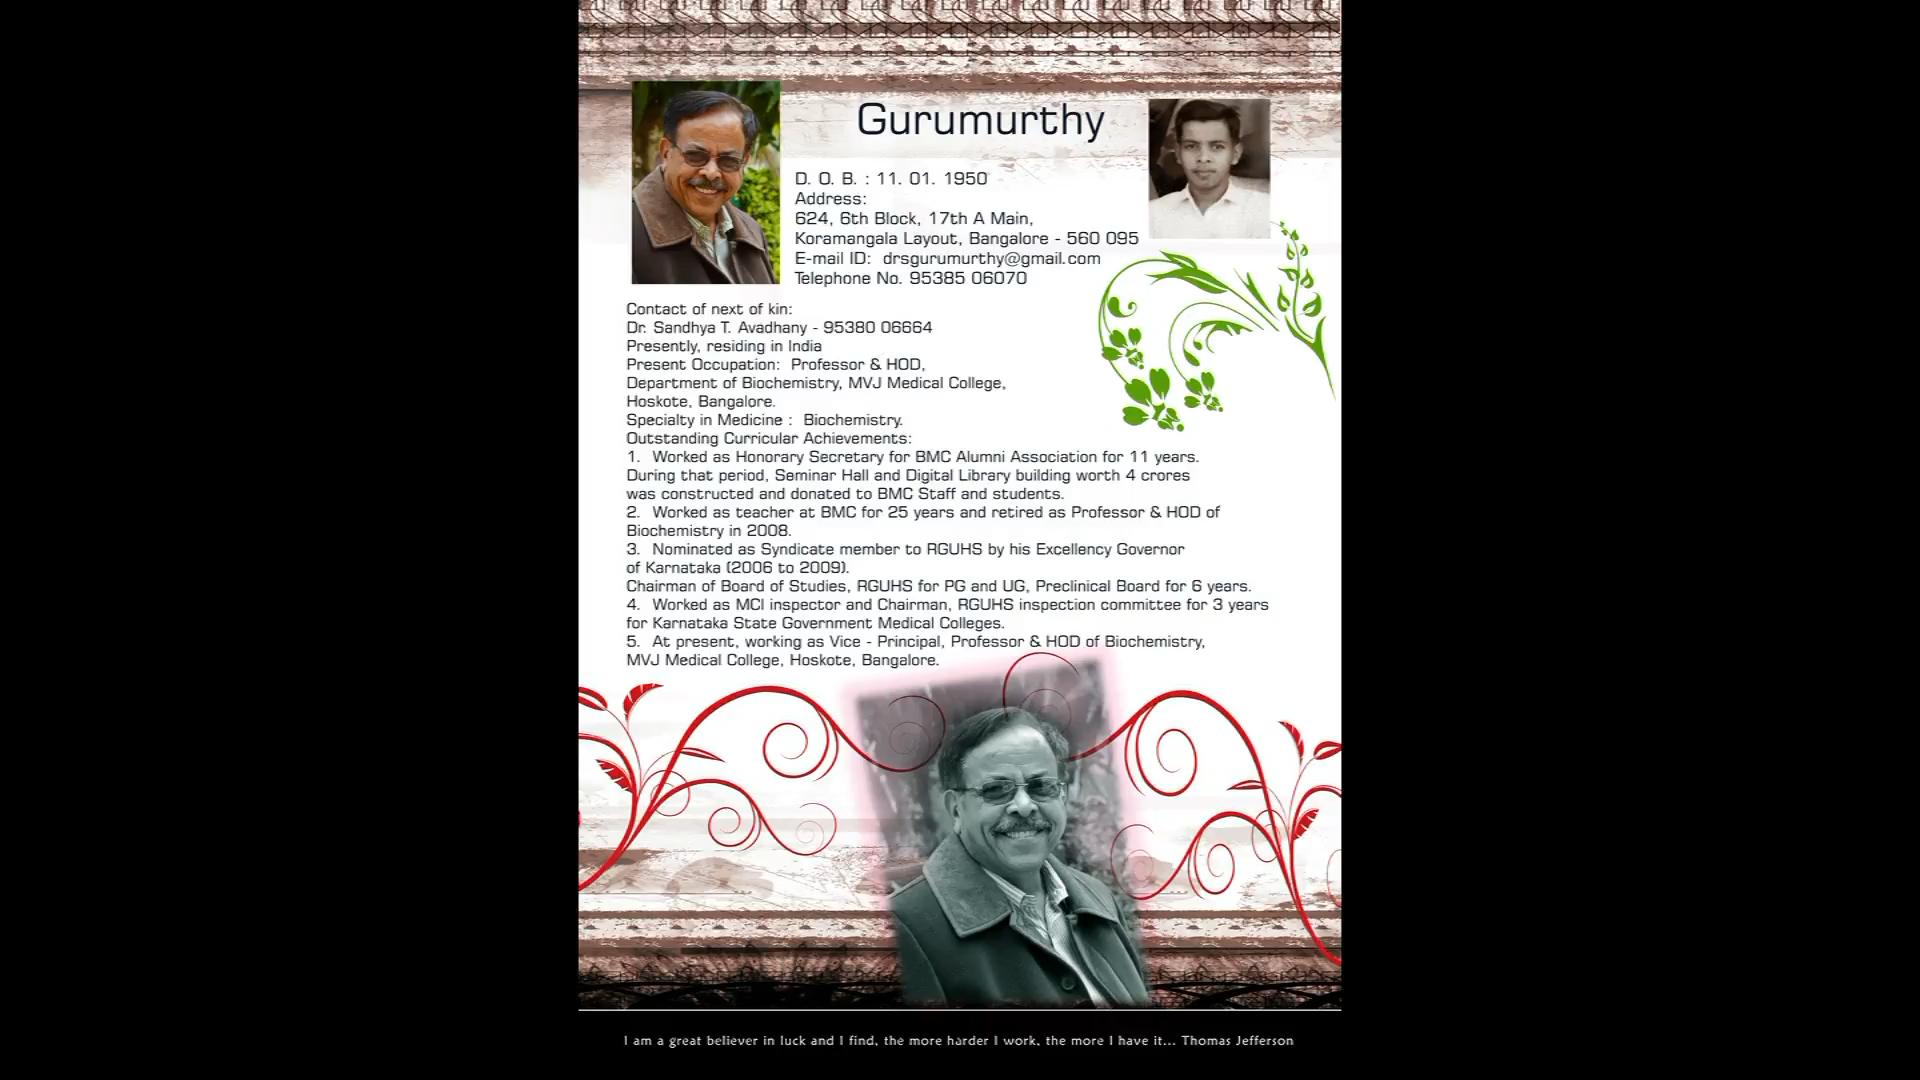 Gurumurthy
D. O. B. : 11. 01. 1950
Address:
624, 6th Block, 17th A Main,
Koramangala Layout, Bangalore - 560 095
E-mail ID: drsgurumurthy@gmail.com
Telephone No. 95385 06070
Contact of next of kin:
Dr. Sandhya T. Avadhany - 95380 06664
Presently, residing in India
Present Occupation: Professor & HOD,
Department of Biochemistry, MVJ Medical College,
Hoskote, Bangalore.
Specialty in Medicine : Biochemistry.
Outstanding Curricular Achievements:
1. Worked as Honorary Secretary for BMC Alumni Association for 11 years.
During that period, Seminar Hall and Digital Library building worth 4 crores
was constructed and donated to BMC Staff and students.
2. Worked as teacher at BMC for 25 years and retired as Professor & HOD of
Biochemistry in 2008.
3. Nominated as Syndicate member to RGUHS by his Excellency Governor
of Karnataka (2006 to 2009).
Chairman of Board of Studies, RGUHS for PG and UG, Preclinical Board for 6 years.
4. Worked as MCI inspector and Chairman, RGUHS inspection committee for 3 years
for Karnataka State Government Medical Colleges.
5. At present, working as Vice - Principal, Professor & HOD of Biochemistry,
MVJ Medical College, Hoskote, Bangalore.
I am a great believer in luck and I find, the more harder I work, the more I have it... Thomas Jefferson